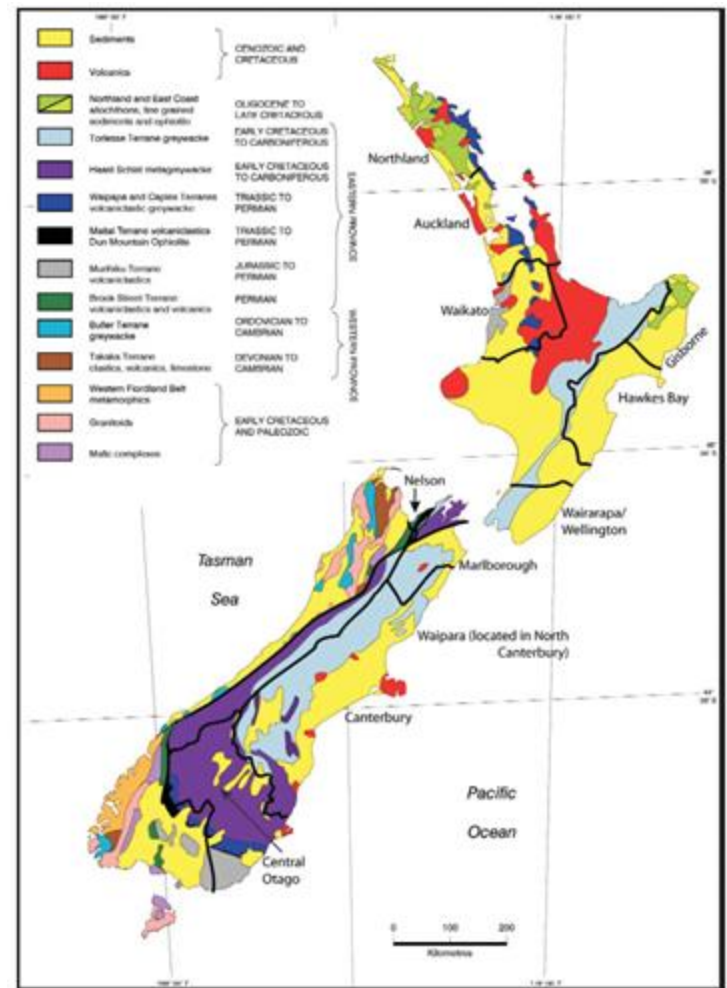 Sediments
CENOZOIC AND
CRETACEOUS
Volcanics
Northland and East Coast
allochthons, fine grained
sediments and ophiolite
OLIGOCENE TO
LATE CRETACEOUS
Torlesse Terrane greywacke
EARLY CRETACEOUS
TO CARBONIFEROUS
Haast Schist metagreywacke
EARLY CRETACEOUS
TO CARBONIFEROUS
Waipapa and Caples Terranes
volcaniclastic greywacke
TRIASSIC TO
PERMIAN
Maitai Terrane volcaniclastics
Dun Mountain Ophiolite
TRIASSIC TO
PERMIAN
Murihiku Terrane
volcaniclastics
JURASSIC TO
PERMIAN
Brook Street Terrane
volcaniclastics and volcanics
PERMIAN
EASTERN PROVINCE
Buller Terrane
greywacke
ORDOVICIAN TO
CAMBRIAN
Takaka Terrane
clastics, volcanics, limestone
DEVONIAN TO
CAMBRIAN
WESTERN PROVINCE
Western Fiordland Belt
metamorphics
Granitoids
EARLY CRETACEOUS
AND PALEOZOIC
Mafic complexes
Northland
Auckland
Waikato
Gisborne
Hawkes Bay
Wairarapa/
Wellington
Nelson
Tasman
Sea
Marlborough
Waipara (located in North
Canterbury)
Canterbury
Pacific
Ocean
Central
Otago
0 100 200
Kilometres